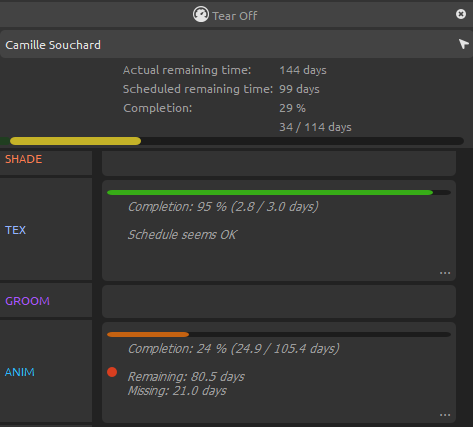 Tear Off
Camille Souchard
Actual remaining time: 144 days
Scheduled remaining time: 99 days
Completion: 29 %
34 / 114 days
SHADE
TEX
Completion: 95 % (2.8 / 3.0 days)
Schedule seems OK
...
GROOM
ANIM
Completion: 24 % (24.9 / 105.4 days)
Remaining: 80.5 days
Missing: 21.0 days
...